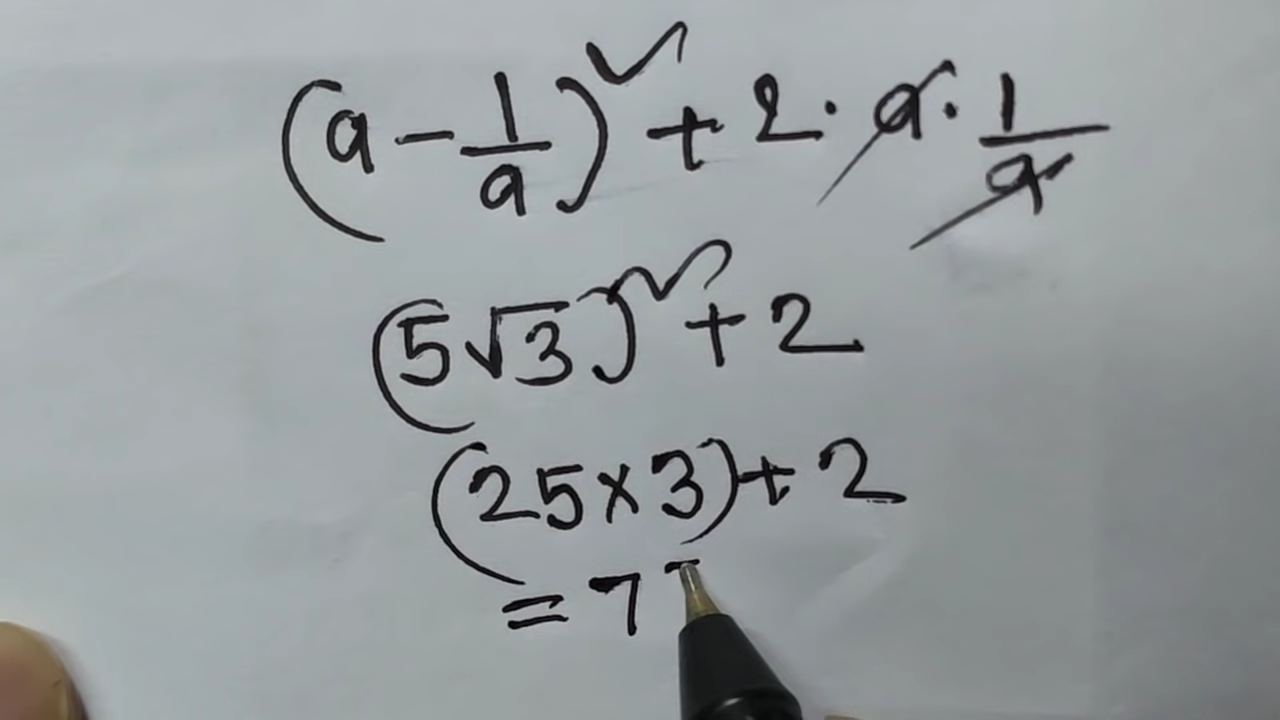 (a - 1/a)² + 2 · a · 1/a
(5√3)² + 2
(25×3) + 2
= 7